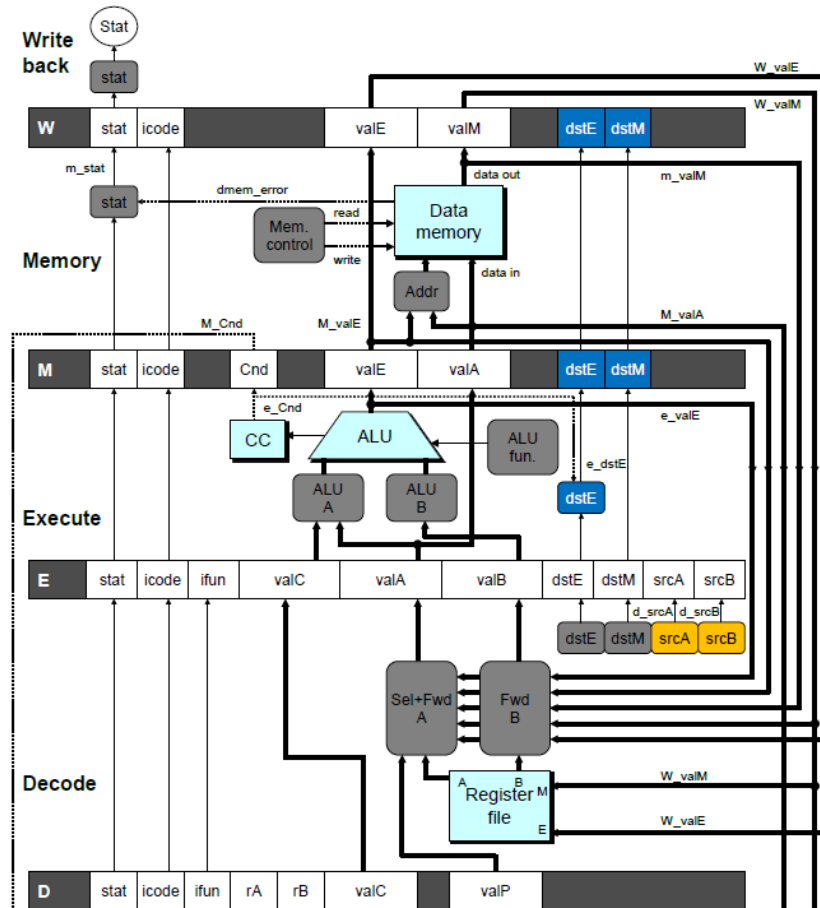 Stat
Write
back
stat
W_valE
W_valM
W stat icode valE valM dstE dstM
m_stat
data out
m_valM
dmem_error
stat
read
Mem.
control
Data
memory
write
Memory
data in
Addr
M_Cnd
M_valE
M_valA
M stat icode Cnd valE valA dstE dstM
e_Cnd
e_valE
CC
ALU
ALU
fun.
e_dstE
ALU
A
ALU
B
dstE
Execute
E stat icode ifun valC valA valB dstE dstM srcA srcB
d_srcA d_srcB
dstE dstM srcA srcB
Sel+Fwd
A
Fwd
B
Decode
A B
M
Register
file
E
W_valM
W_valE
D stat icode ifun rA rB valC valP